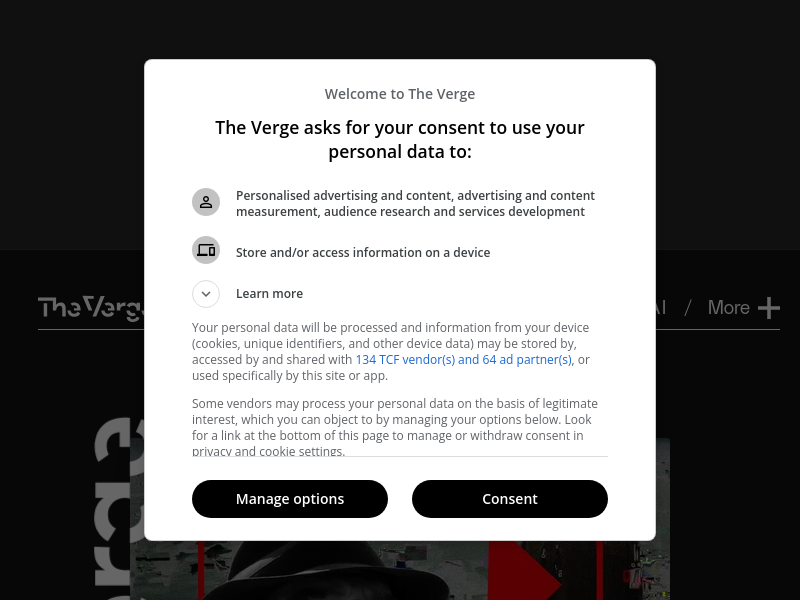 Welcome to The Verge
The Verge asks for your consent to use your
personal data to:
Personalised advertising and content, advertising and content
measurement, audience research and services development
Store and/or access information on a device
Learn more
Your personal data will be processed and information from your device
(cookies, unique identifiers, and other device data) may be stored by,
accessed by and shared with 134 TCF vendor(s) and 64 ad partner(s), or
used specifically by this site or app.
Some vendors may process your personal data on the basis of legitimate
interest, which you can object to by managing your options below. Look
for a link at the bottom of this page to manage or withdraw consent in
privacy and cookie settings.
Manage options
Consent
The Verge
AI / More